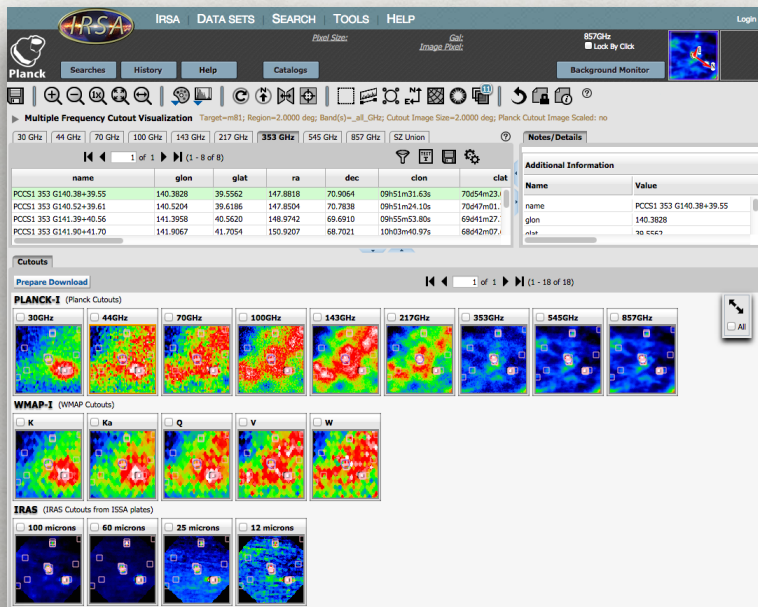 IRSA IRSA DATA SETS SEARCH TOOLS HELP Login
Pixel Size: Gal: 857GHz
Image Pixel: Lock By Click
Planck Searches History Help Catalogs Background Monitor
11
Multiple Frequency Cutout Visualization Target=m81; Region=2.0000 deg; Band(s)=_all_GHz; Cutout Image Size=2.0000 deg; Planck Cutout Image Scaled: no
30 GHz 44 GHz 70 GHz 100 GHz 143 GHz 217 GHz 353 GHz 545 GHz 857 GHz SZ Union Notes/Details
1 of 1 (1 - 8 of 8) TEXT
Additional Information
name glon glat ra dec clon clat
Name Value
PCCS1 353 G140.38+39.55 140.3828 39.5562 147.8818 70.9064 09h51m31.63s 70d54m23.
name PCCS1 353 G140.38+39.55
PCCS1 353 G140.52+39.61 140.5204 39.6186 147.8504 70.7838 09h51m24.10s 70d47m01.
glon 140.3828
PCCS1 353 G141.39+40.56 141.3958 40.5620 148.9742 69.6910 09h55m53.80s 69d41m27.
glat 39.5562
PCCS1 353 G141.90+41.70 141.9067 41.7054 150.9207 68.7021 10h03m40.97s 68d42m07.
Cutouts
Prepare Download 1 of 1 (1 - 18 of 18)
PLANCK-I (Planck Cutouts)
30GHz 44GHz 70GHz 100GHz 143GHz 217GHz 353GHz 545GHz 857GHz
All
WMAP-I (WMAP Cutouts)
K Ka Q V W
IRAS (IRAS Cutouts from ISSA plates)
100 microns 60 microns 25 microns 12 microns